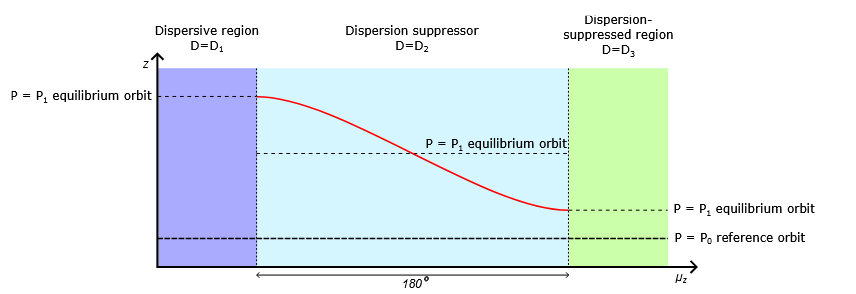 Dispersive region
D=D₁
Dispersion suppressor
D=D₂
Dispersion-
suppressed region
D=D₃
z
P = P₁ equilibrium orbit
P = P₁ equilibrium orbit
P = P₁ equilibrium orbit
P = P₀ reference orbit
180°
μz